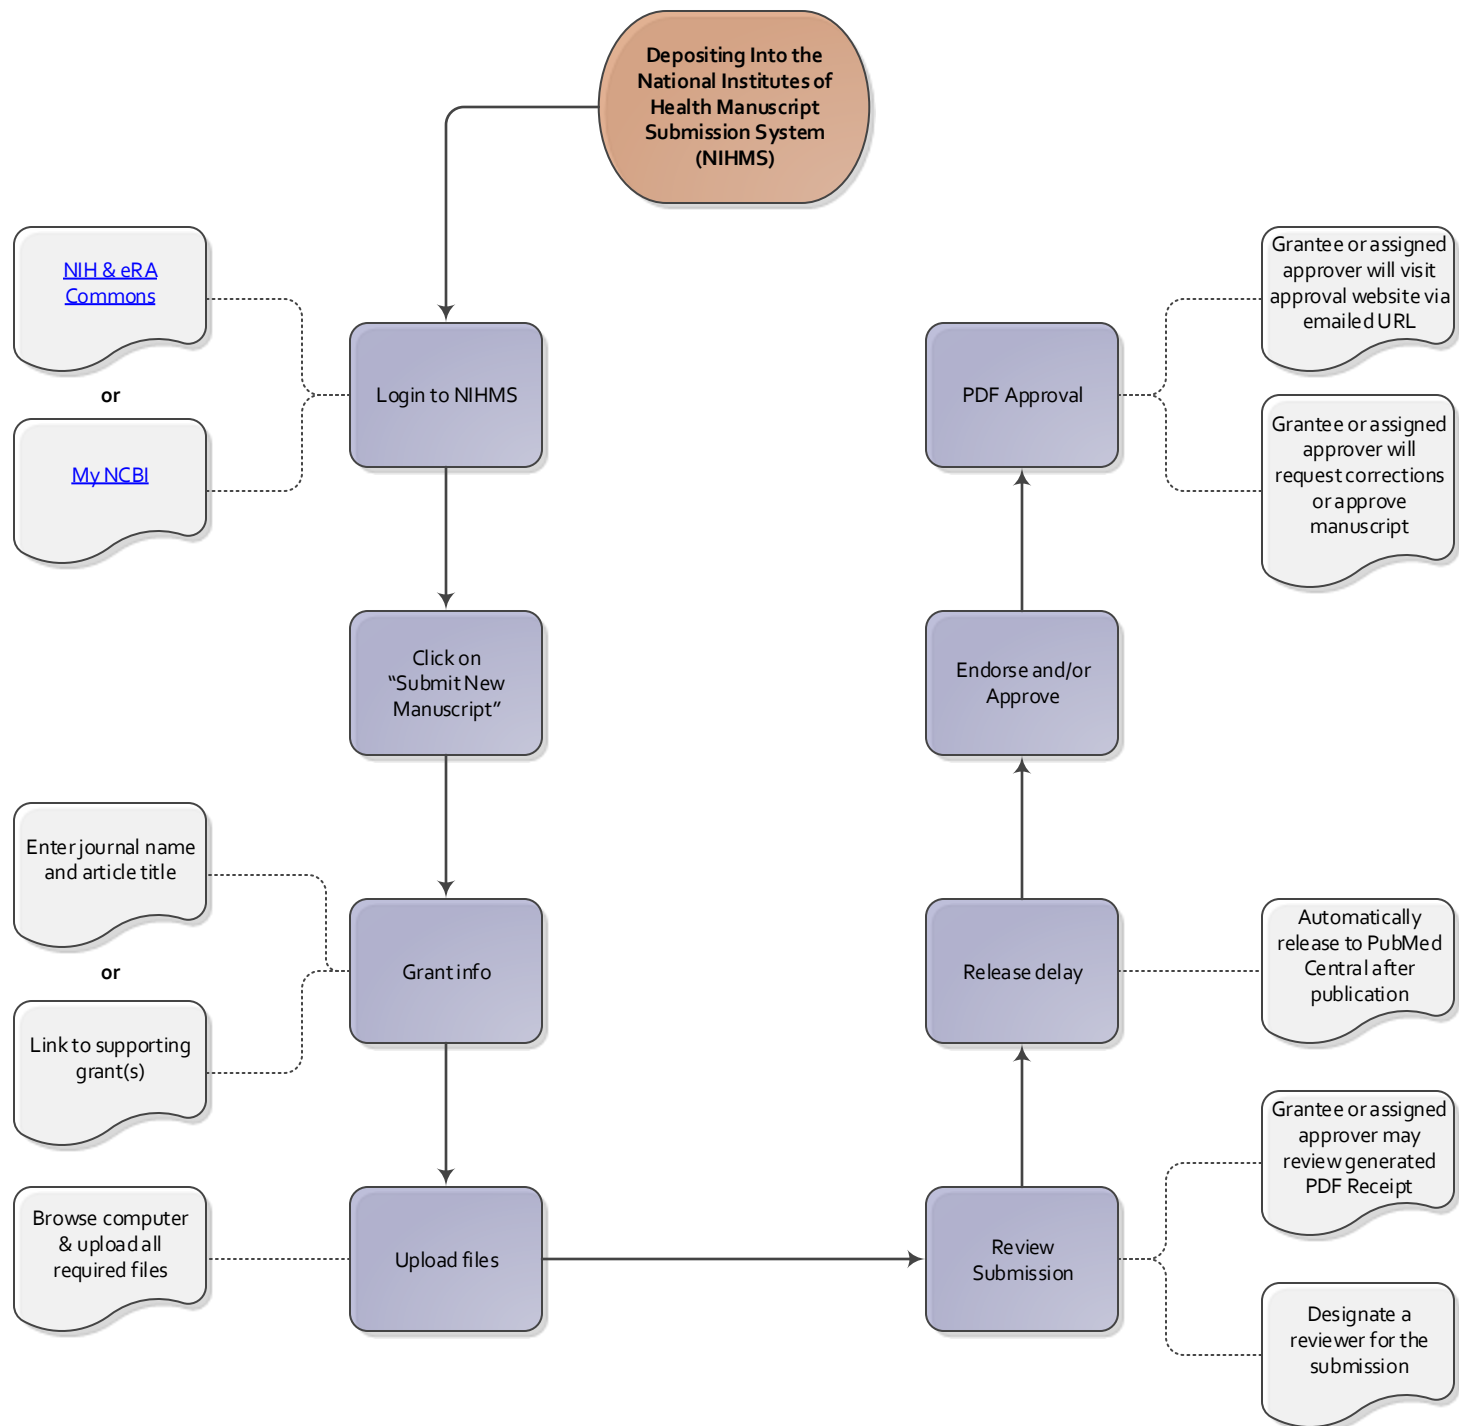 Depositing Into the
National Institutes of
Health Manuscript
Submission System
(NIHMS)
NIH & eRA
Commons
or
My NCBI
Login to NIHMS
Click on
“Submit New
Manuscript”
Enter journal name
and article title
or
Link to supporting
grant(s)
Grant info
Browse computer
& upload all
required files
Upload files
Review
Submission
Grantee or assigned
approver may
review generated
PDF Receipt
Designate a
reviewer for the
submission
Release delay
Automatically
release to PubMed
Central after
publication
Endorse and/or
Approve
PDF Approval
Grantee or assigned
approver will visit
approval website via
emailed URL
Grantee or assigned
approver will
request corrections
or approve
manuscript